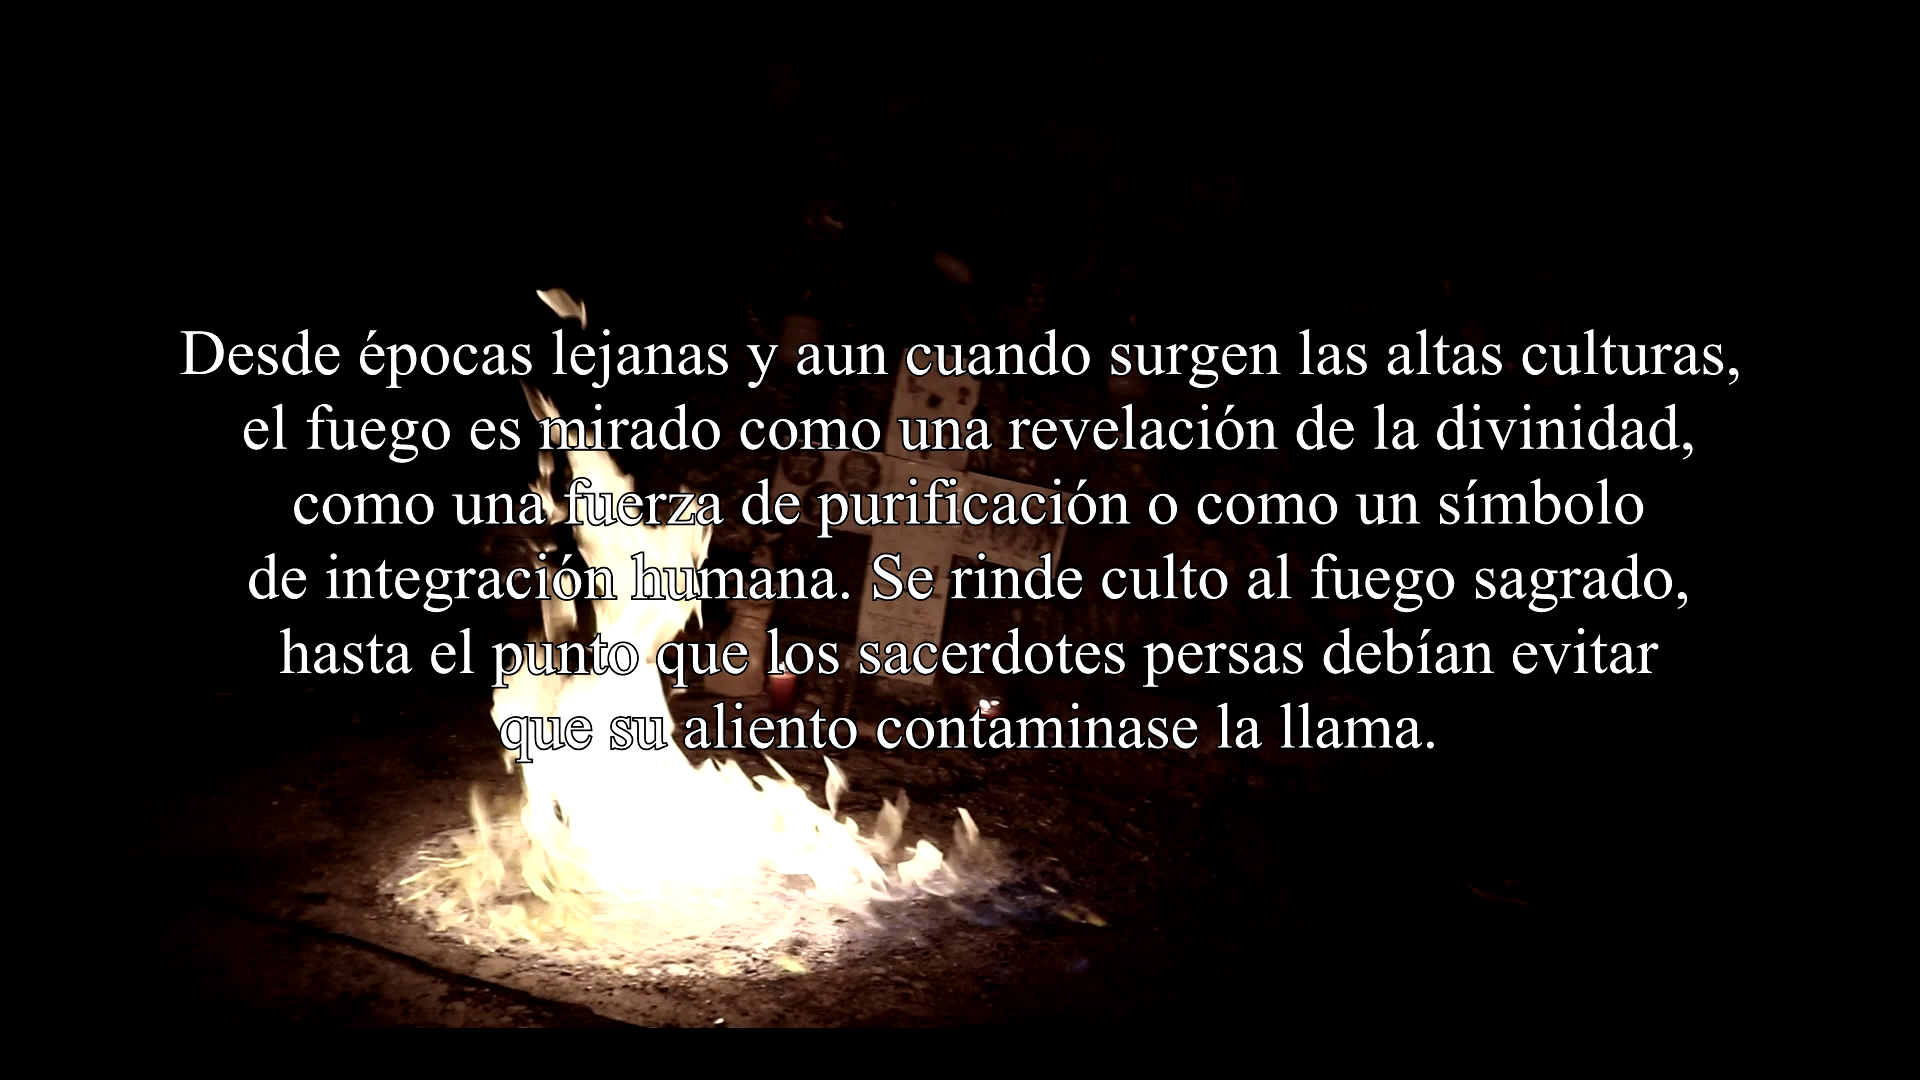 Desde épocas lejanas y aun cuando surgen las altas culturas,
el fuego es mirado como una revelación de la divinidad,
como una fuerza de purificación o como un símbolo
de integración humana. Se rinde culto al fuego sagrado,
hasta el punto que los sacerdotes persas debían evitar
que su aliento contaminase la llama.